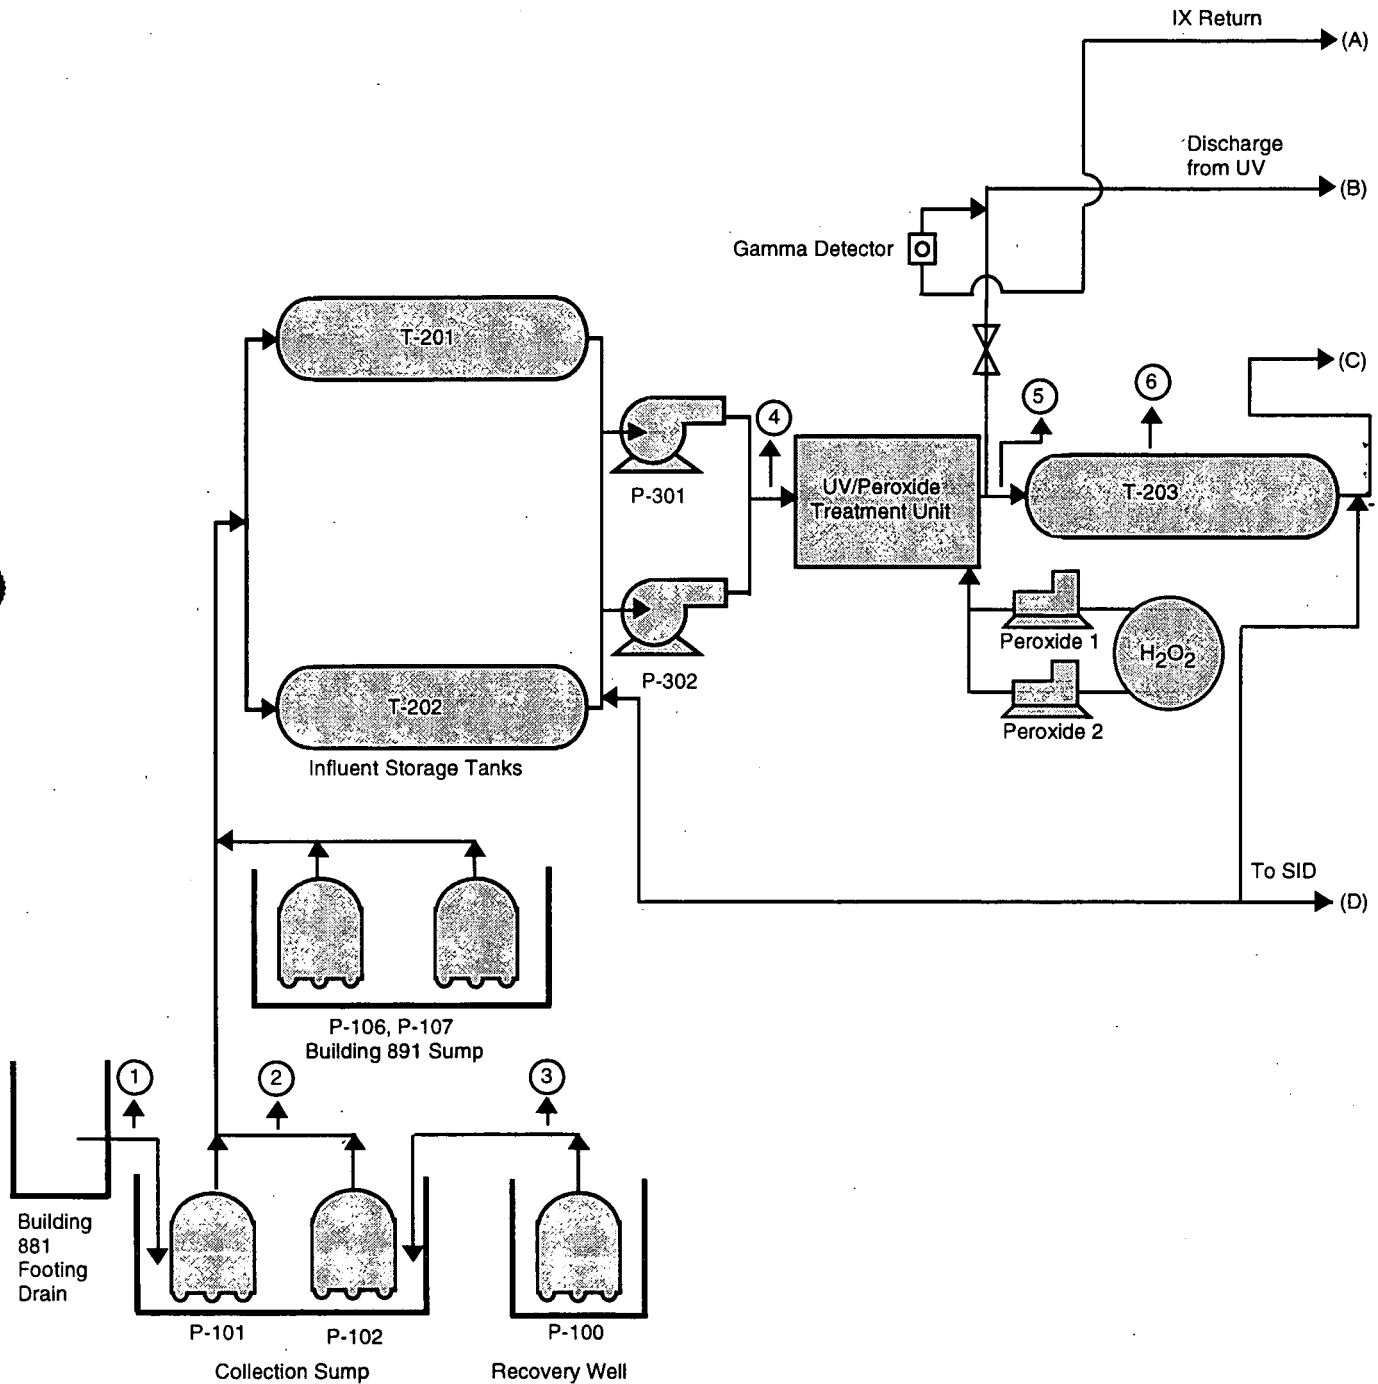 IX Return
(A)
Discharge
from UV
(B)
Gamma Detector
T-201
(C)
6
5
4
P-301
UV/Peroxide
Treatment Unit
T-203
Peroxide 1
H2O2
P-302
T-202
Peroxide 2
Influent Storage Tanks
To SID
(D)
P-106, P-107
Building 891 Sump
1
2
3
Building
881
Footing
Drain
P-101
P-102
P-100
Collection Sump
Recovery Well